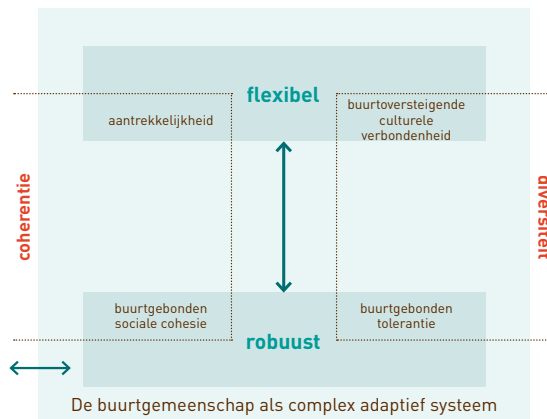 flexibel
aantrekkelijkheid
buurtoversteigende
culturele
verbondenheid
coherentie
diversiteit
buurtgebonden
sociale cohesie
buurtgebonden
tolerantie
robuust
De buurtgemeenschap als complex adaptief systeem